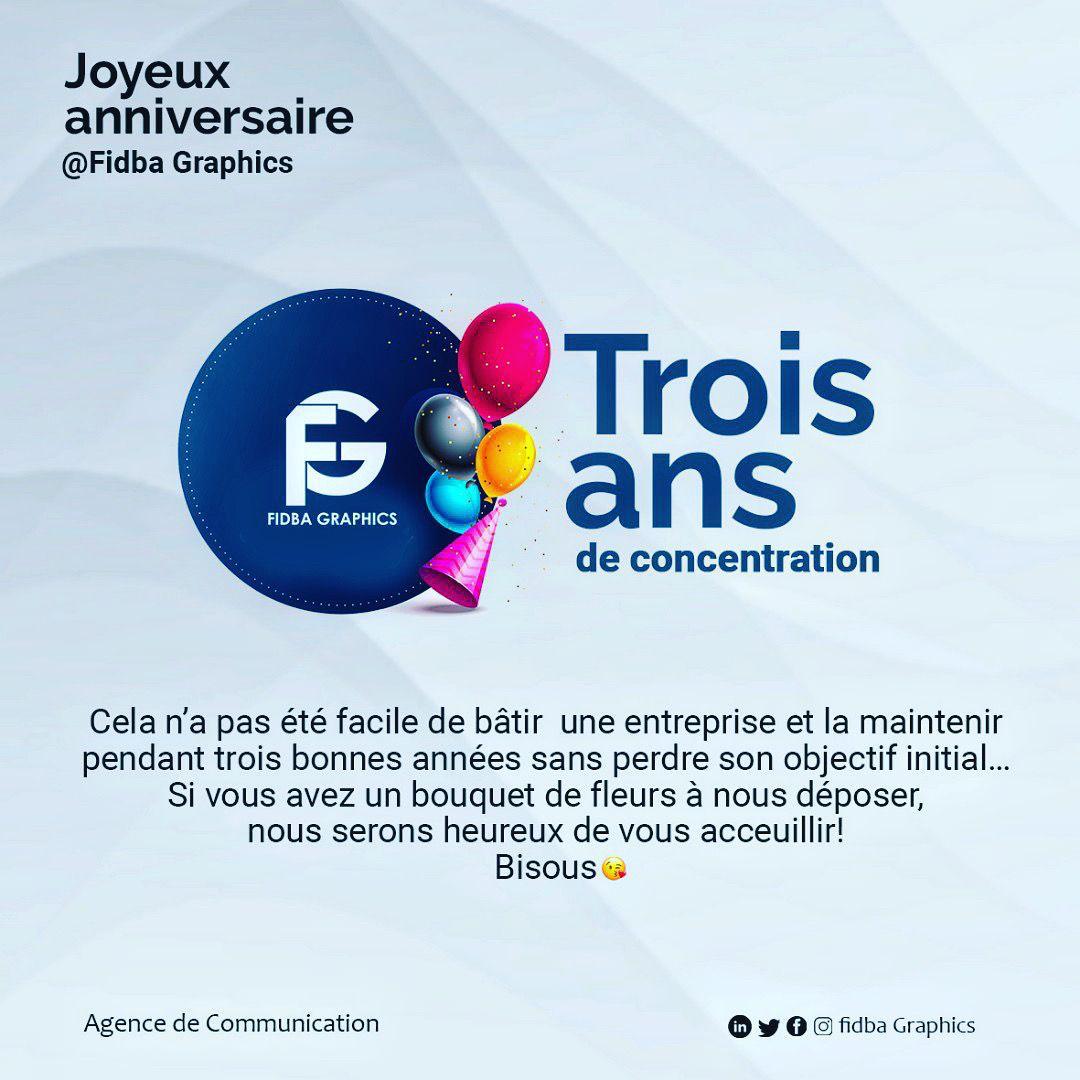 Joyeux
anniversaire
@Fidba Graphics
FG
FIDBA GRAPHICS
Trois
ans
de concentration
Cela n’a pas été facile de bâtir  une entreprise et la maintenir
pendant trois bonnes années sans perdre son objectif initial...
Si vous avez un bouquet de fleurs à nous déposer,
nous serons heureux de vous acceuillir!
Bisous😘
Agence de Communication
fidba Graphics